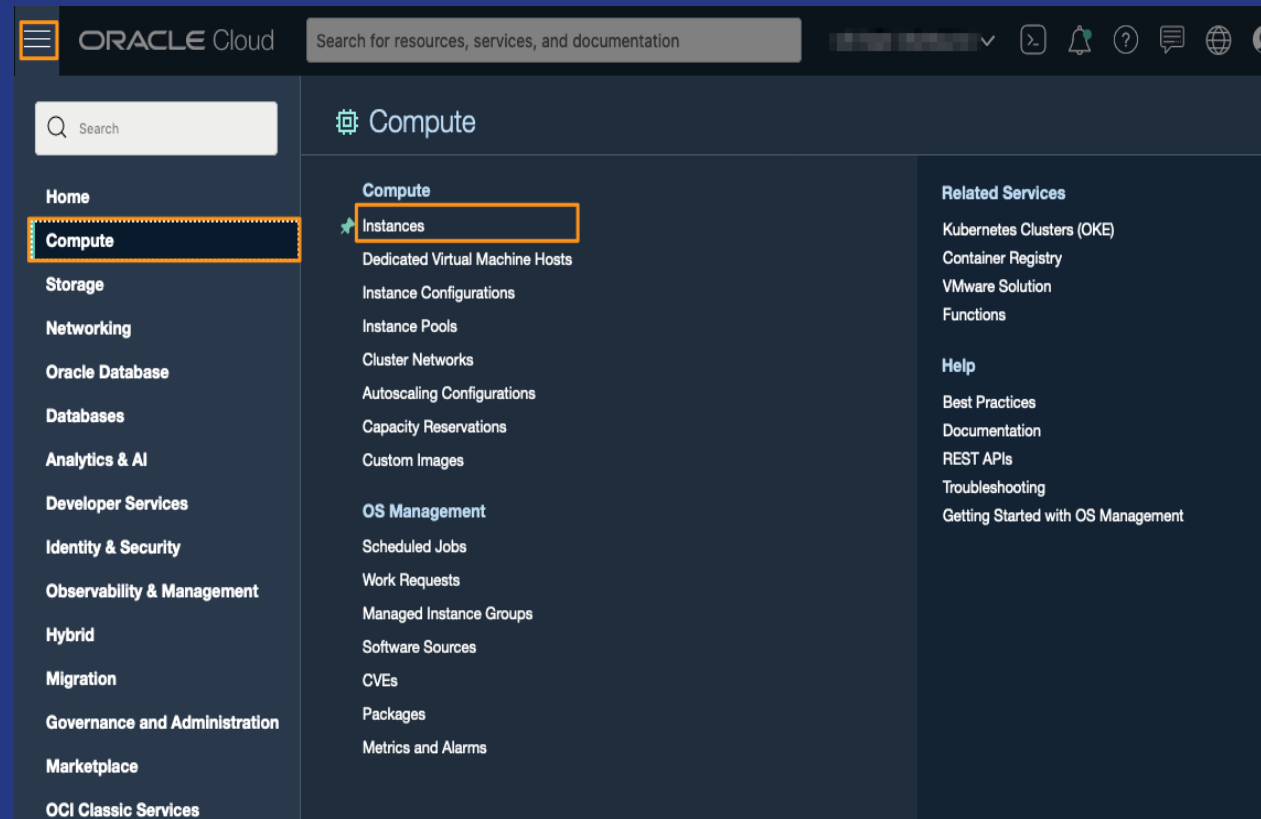 ORACLE Cloud
Search for resources, services, and documentation
Search
Home
Compute
Storage
Networking
Oracle Database
Databases
Analytics & AI
Developer Services
Identity & Security
Observability & Management
Hybrid
Migration
Governance and Administration
Marketplace
OCI Classic Services
Compute
Compute
Instances
Dedicated Virtual Machine Hosts
Instance Configurations
Instance Pools
Cluster Networks
Autoscaling Configurations
Capacity Reservations
Custom Images
OS Management
Scheduled Jobs
Work Requests
Managed Instance Groups
Software Sources
CVEs
Packages
Metrics and Alarms
Related Services
Kubernetes Clusters (OKE)
Container Registry
VMware Solution
Functions
Help
Best Practices
Documentation
REST APIs
Troubleshooting
Getting Started with OS Management